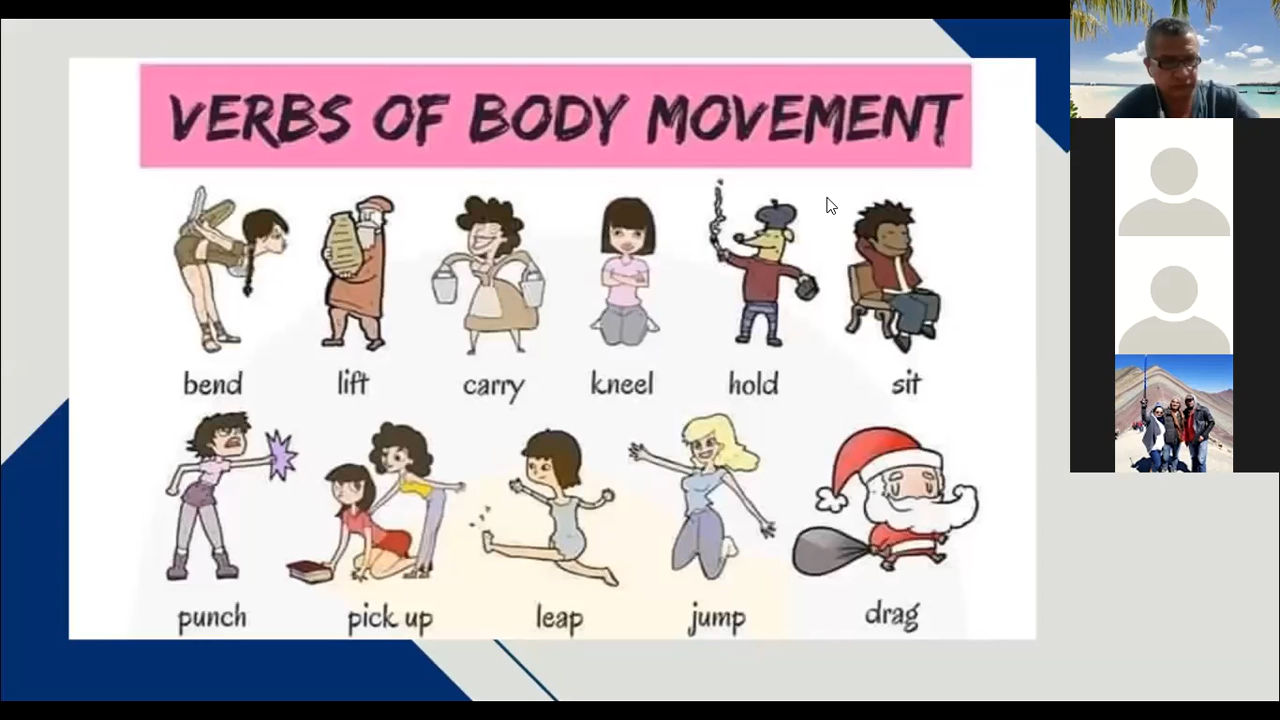 VERBS OF BODY MOVEMENT
bend lift carry kneel hold sit
punch pick up leap jump drag